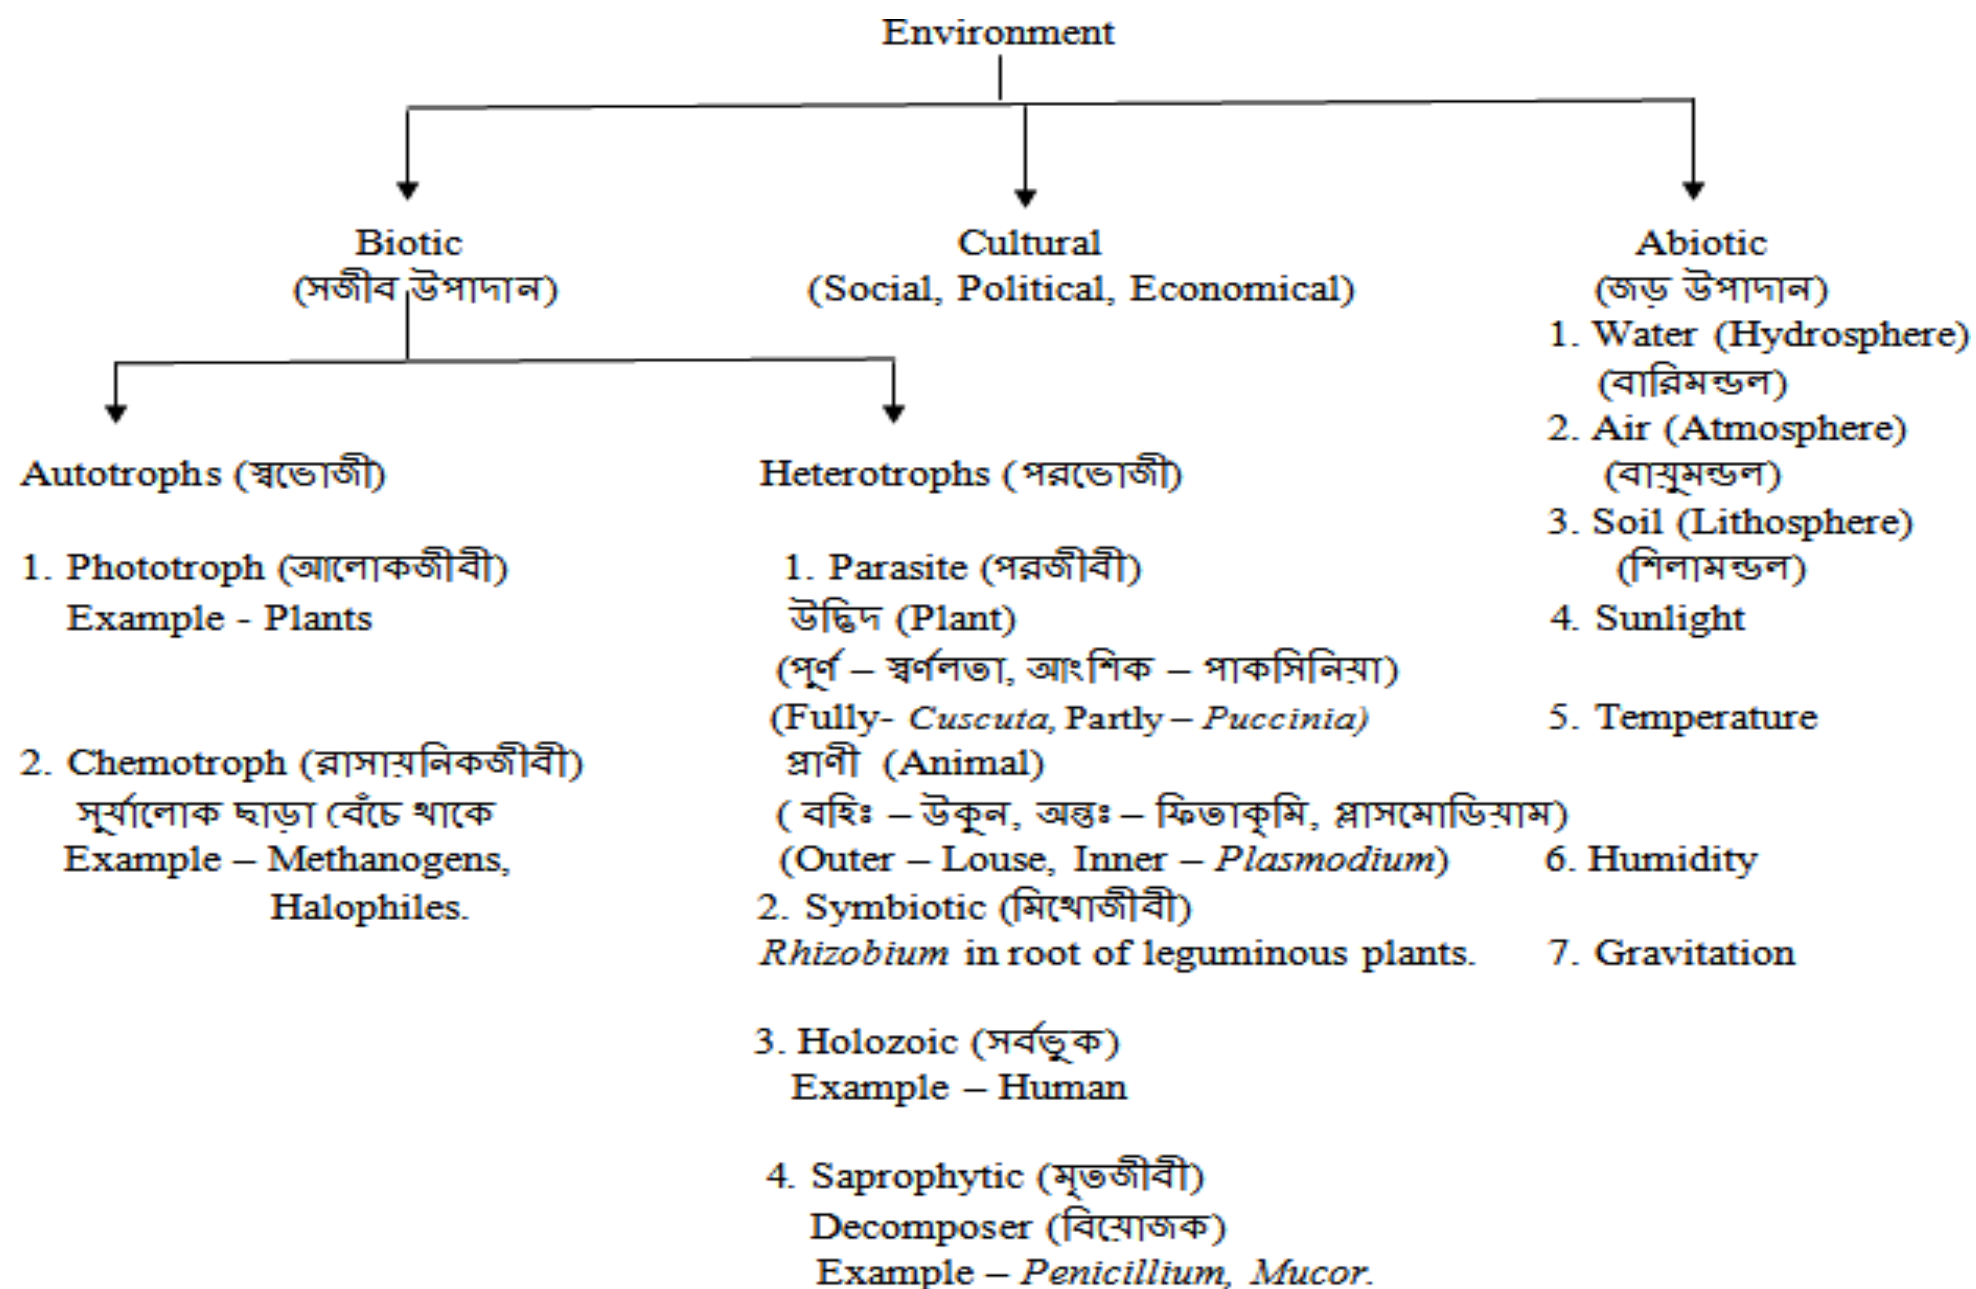 Environment
Biotic
(সজীব উপাদান)
Cultural
(Social, Political, Economical)
Abiotic
(জড় উপাদান)
1. Water (Hydrosphere)
(বারিমন্ডল)
2. Air (Atmosphere)
(বায়ুমন্ডল)
3. Soil (Lithosphere)
(শিলামন্ডল)
4. Sunlight
5. Temperature
6. Humidity
7. Gravitation
Autotrophs (স্বভোজী)
1. Phototroph (আলোকজীবী)
Example - Plants
2. Chemotroph (রাসায়নিকজীবী)
সূর্যালোক ছাড়া বেঁচে থাকে
Example – Methanogens,
Halophiles.
Heterotrophs (পরভোজী)
1. Parasite (পরজীবী)
উদ্ভিদ (Plant)
(পূর্ণ – স্বর্ণলতা, আংশিক – পাকসিনিয়া)
(Fully- Cuscuta, Partly – Puccinia)
প্রাণী (Animal)
( বহিঃ – উকুন, অন্তঃ – ফিতাকৃমি, প্লাসমোডিয়াম)
(Outer – Louse, Inner – Plasmodium)
2. Symbiotic (মিথোজীবী)
Rhizobium in root of leguminous plants.
3. Holozoic (সর্বভূক)
Example – Human
4. Saprophytic (মৃতজীবী)
Decomposer (বিয়োজক)
Example – Penicillium, Mucor.